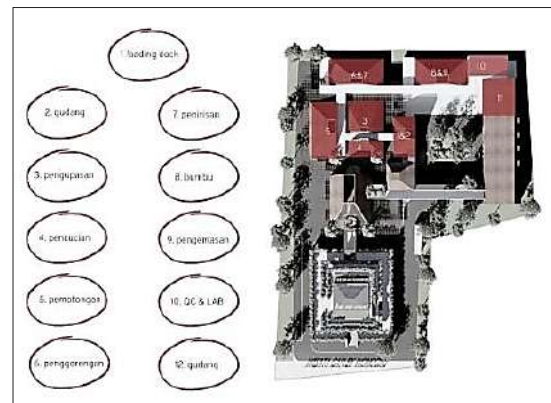 1. loading dock
2. gudang
3. pengupasan
4. pencucian
5. pemotongan
6. penggorengan
7. penirisan
8. bumbu
9. pengemasan
10. QC & LAB
12. gudang
6&7
8&9
10
11
3
5
4
1&2